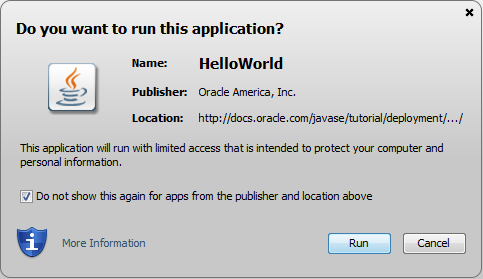 Do you want to run this application?
Name: HelloWorld
Publisher: Oracle America, Inc.
Location: http://docs.oracle.com/javase/tutorial/deployment/.../
This application will run with limited access that is intended to protect your computer and
personal information.
Do not show this again for apps from the publisher and location above
More Information Run Cancel